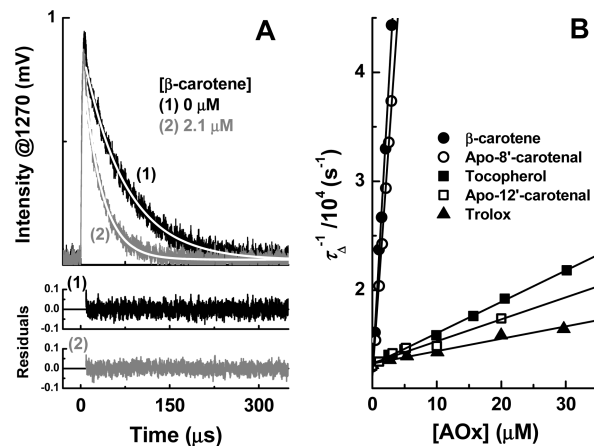 A
1
[β-carotene]
(1) 0 μM
(2) 2.1 μM
(1)
(2)
Intensity @1270 (mV)
(1)
0.1
0.0
-0.1
(2)
0.1
0.0
-0.1
Residuals
0 150 300
Time (μs)
B
4
3
2
τΔ⁻¹/10⁴ (s⁻¹)
β-carotene
Apo-8'-carotenal
Tocopherol
Apo-12'-carotenal
Trolox
0 10 20 30
[AOx] (μM)